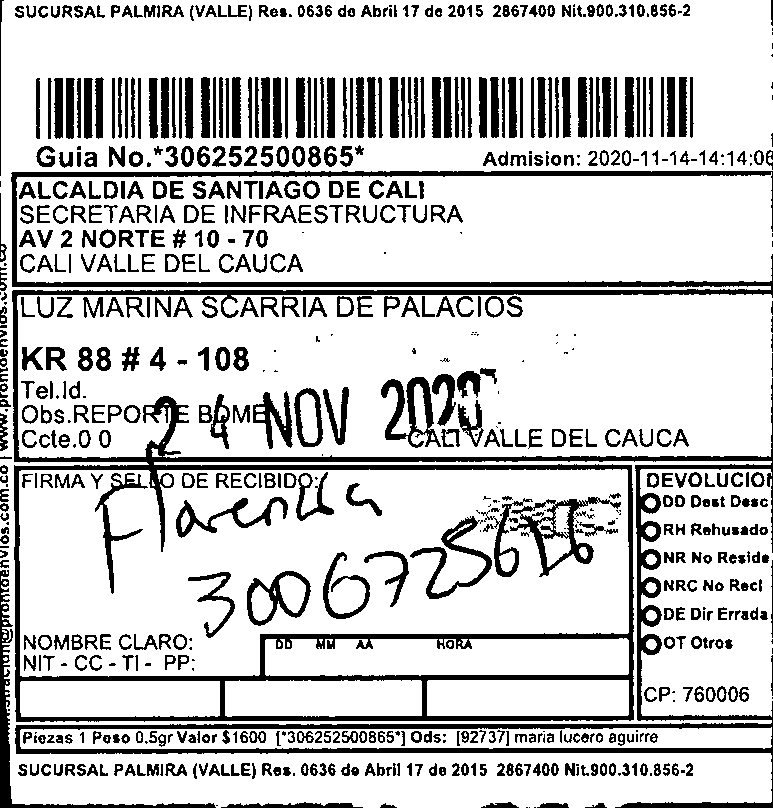 SUCURSAL PALMIRA (VALLE) Res. 0636 de Abril 17 de 2015 2867400 Nit.900.310.856-2
Guia No.*306252500865*
Admision: 2020-11-14-14:14:06
ALCALDIA DE SANTIAGO DE CALI
SECRETARIA DE INFRAESTRUCTURA
AV 2 NORTE # 10 - 70
CALI VALLE DEL CAUCA
LUZ MARINA SCARRIA DE PALACIOS
KR 88 # 4 - 108
Tel.Id.
Obs.REPORTE BOME
24 NOV 2020
Ccte.0 0
CALI VALLE DEL CAUCA
www.prontoenvios.com.co
@prontoenvios.com.co
FIRMA Y SELLO DE RECIBIDO:
3006725616
NOMBRE CLARO:
NIT - CC - TI - PP:
DD MM AA HORA
DEVOLUCION
DD Dest Desc
RH Rehusado
NR No Reside
NRC No Recl
DE Dir Errada
OT Otros
CP: 760006
Piezas 1 Peso 0.5gr Valor $1600 [*306252500865*] Ods: [92737] maria lucero aguirre
SUCURSAL PALMIRA (VALLE) Res. 0636 de Abril 17 de 2015 2867400 Nit.900.310.856-2